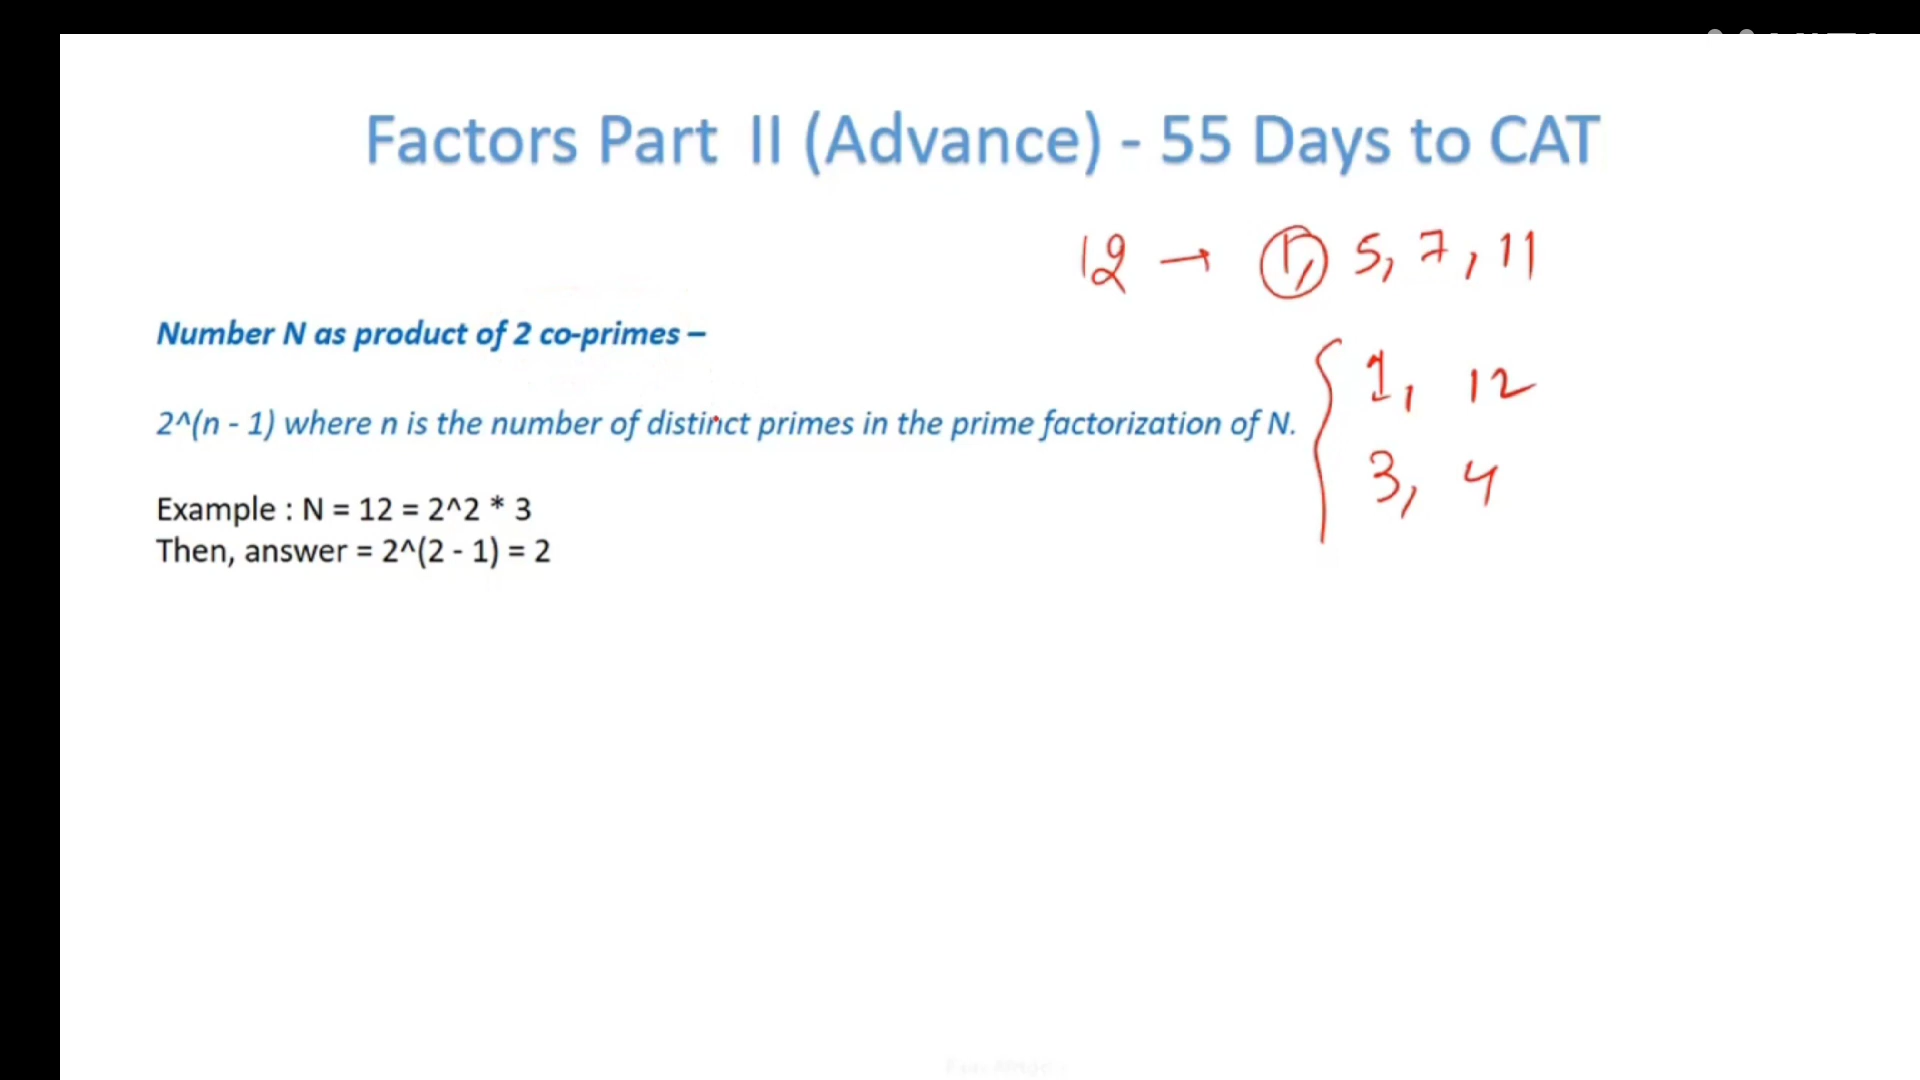 Factors Part II (Advance) - 55 Days to CAT
12 → 1, 5, 7, 11
Number N as product of 2 co-primes –
1, 12
2^(n - 1) where n is the number of distinct primes in the prime factorization of N.
3, 4
Example : N = 12 = 2^2 * 3
Then, answer = 2^(2 - 1) = 2